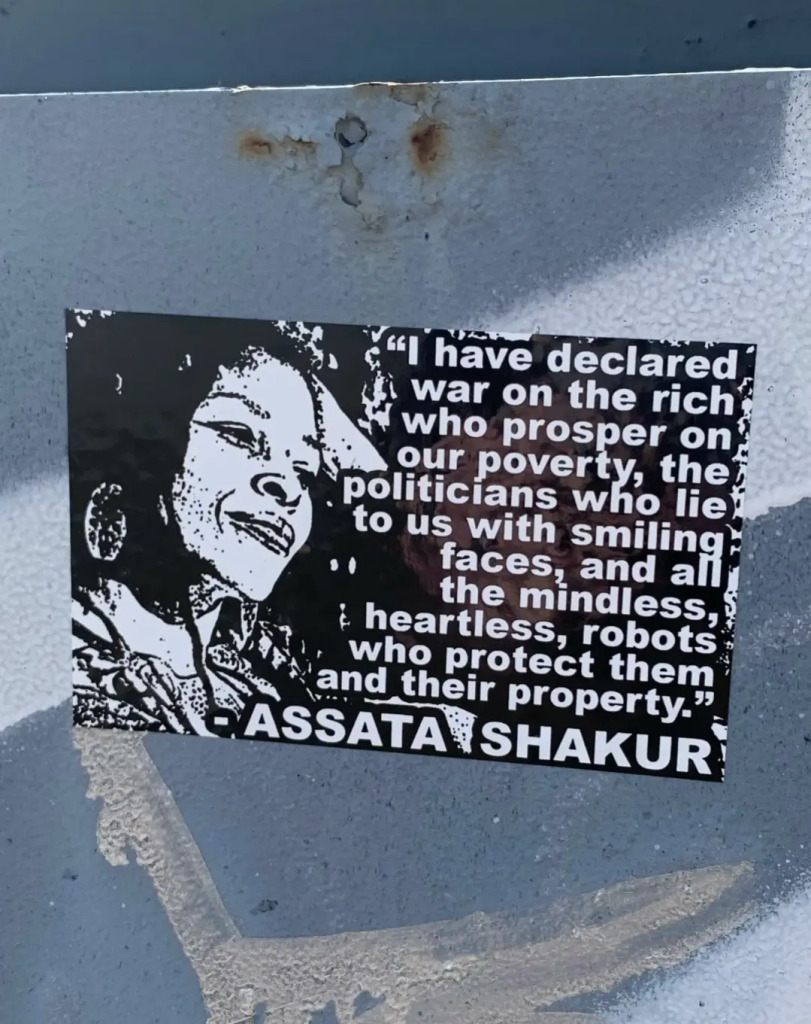 “I have declared
war on the rich
who prosper on
our poverty, the
politicians who lie
to us with smiling
faces, and all
the mindless,
heartless, robots
who protect them
and their property.”
- ASSATA SHAKUR